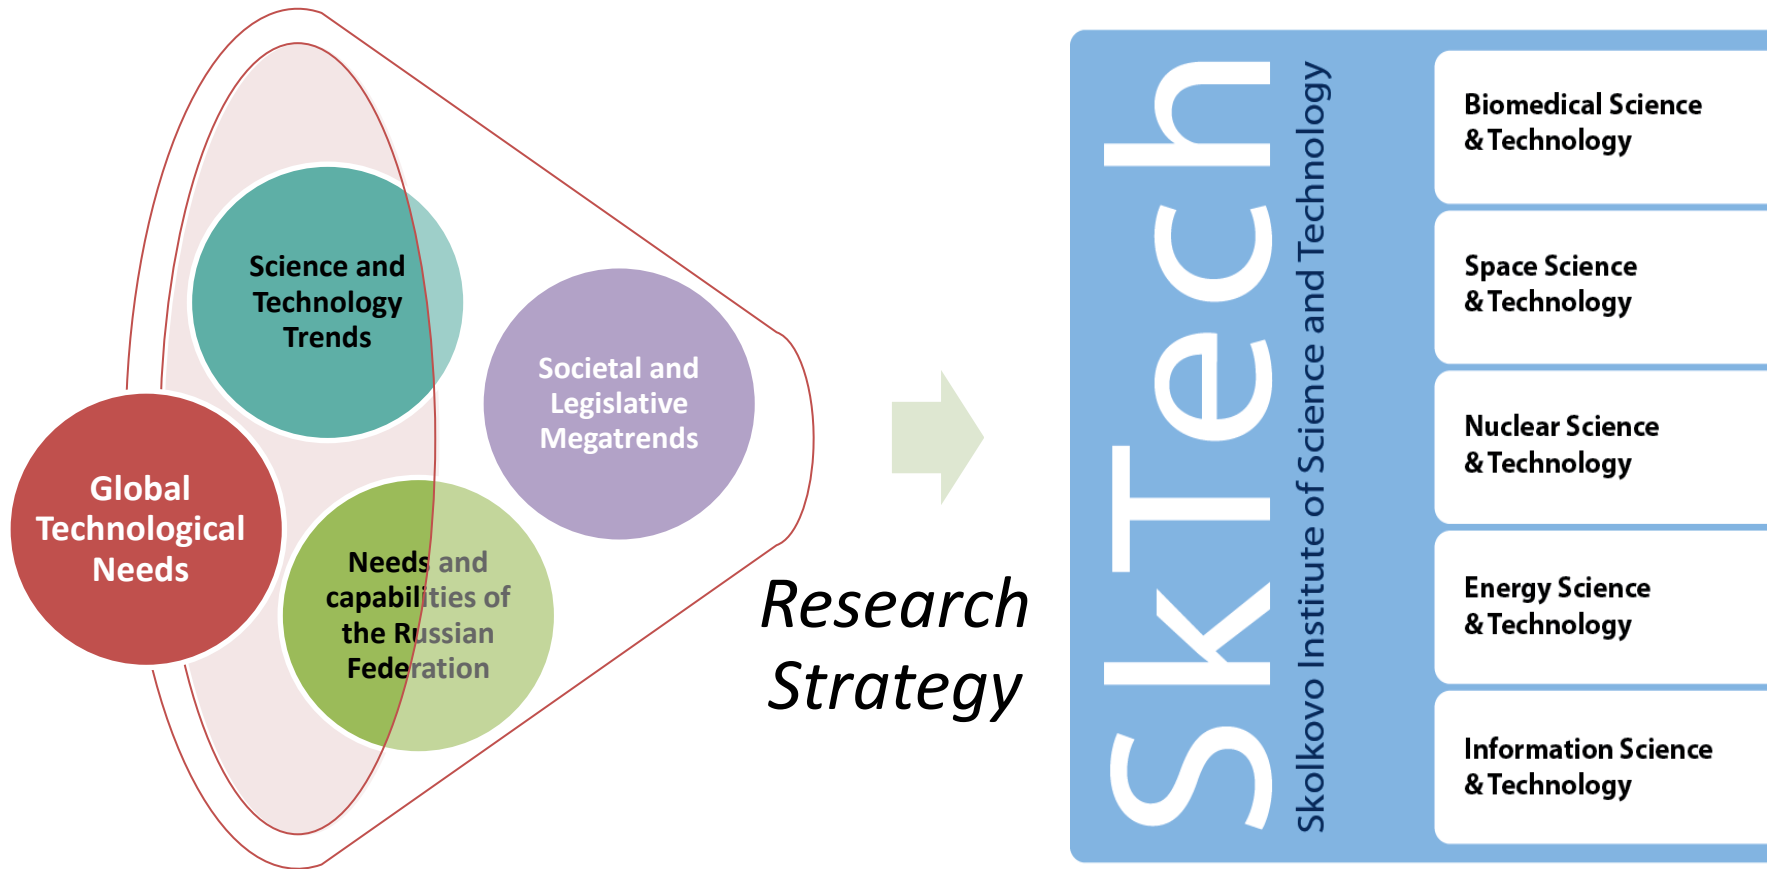 Science and
Technology
Trends
Societal and
Legislative
Megatrends
Global
Technological
Needs
Needs and
capabilities of
the Russian
Federation
Research
Strategy
SkTech
Skolkovo Institute of Science and Technology
Biomedical Science
& Technology
Space Science
& Technology
Nuclear Science
& Technology
Energy Science
& Technology
Information Science
& Technology